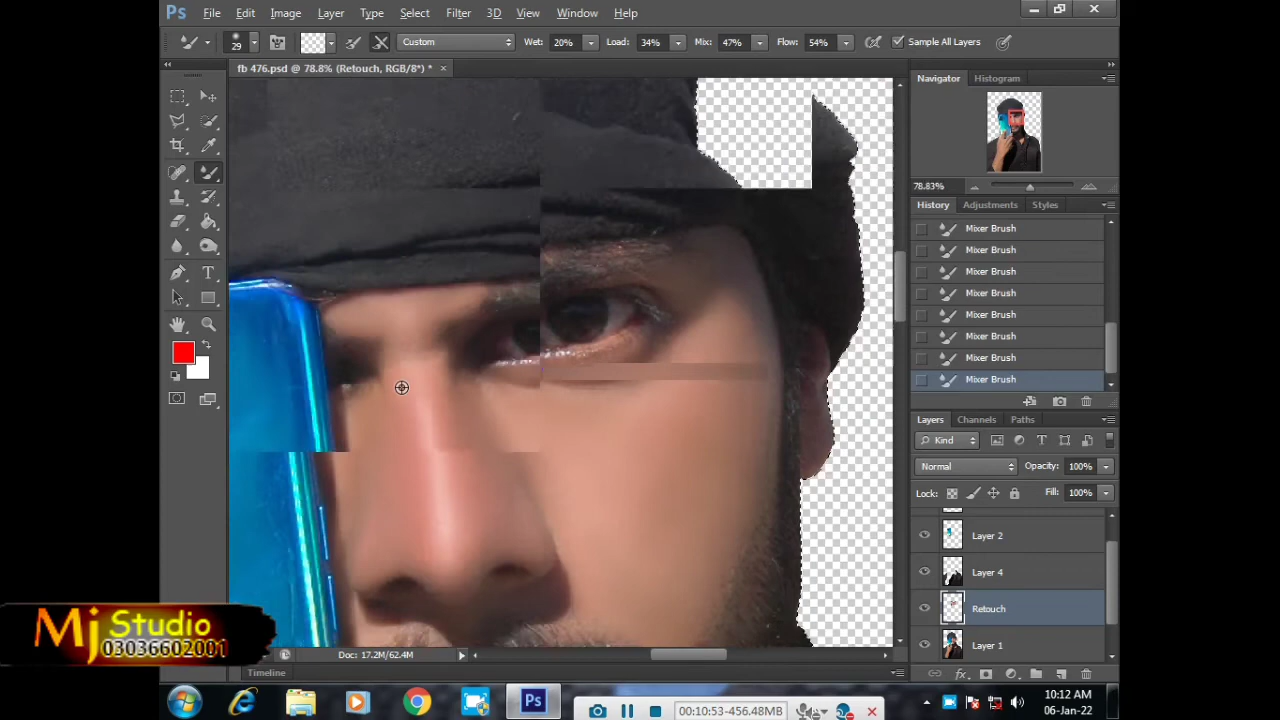 Ps File Edit Image Layer Type Select Filter 3D View Window Help
29 Custom Wet: 20% Load: 34% Mix: 47% Flow: 54% Sample All Layers
fb 476.psd @ 78.8% (Retouch, RGB/8*) * ×
Navigator Histogram
78.83%
History Adjustments Styles
Mixer Brush
Mixer Brush
Mixer Brush
Mixer Brush
Mixer Brush
Mixer Brush
Mixer Brush
Mixer Brush
Layers Channels Paths
Kind
Normal Opacity: 100%
Lock: Fill: 100%
Layer 2
Layer 4
Retouch
Layer 1
Doc: 17.2M/62.4M
Timeline
Mj Studio
03036602001
Ps 00:10:53-456.48MB
10:12 AM
06-Jan-22